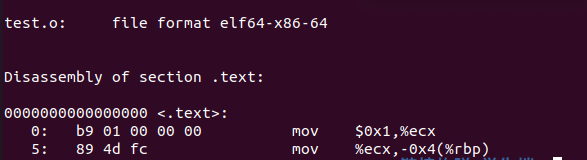 test.o:     file format elf64-x86-64
Disassembly of section .text:
0000000000000000 <.text>:
   0:   b9 01 00 00 00          mov    $0x1,%ecx
   5:   89 4d fc                mov    %ecx,-0x4(%rbp)